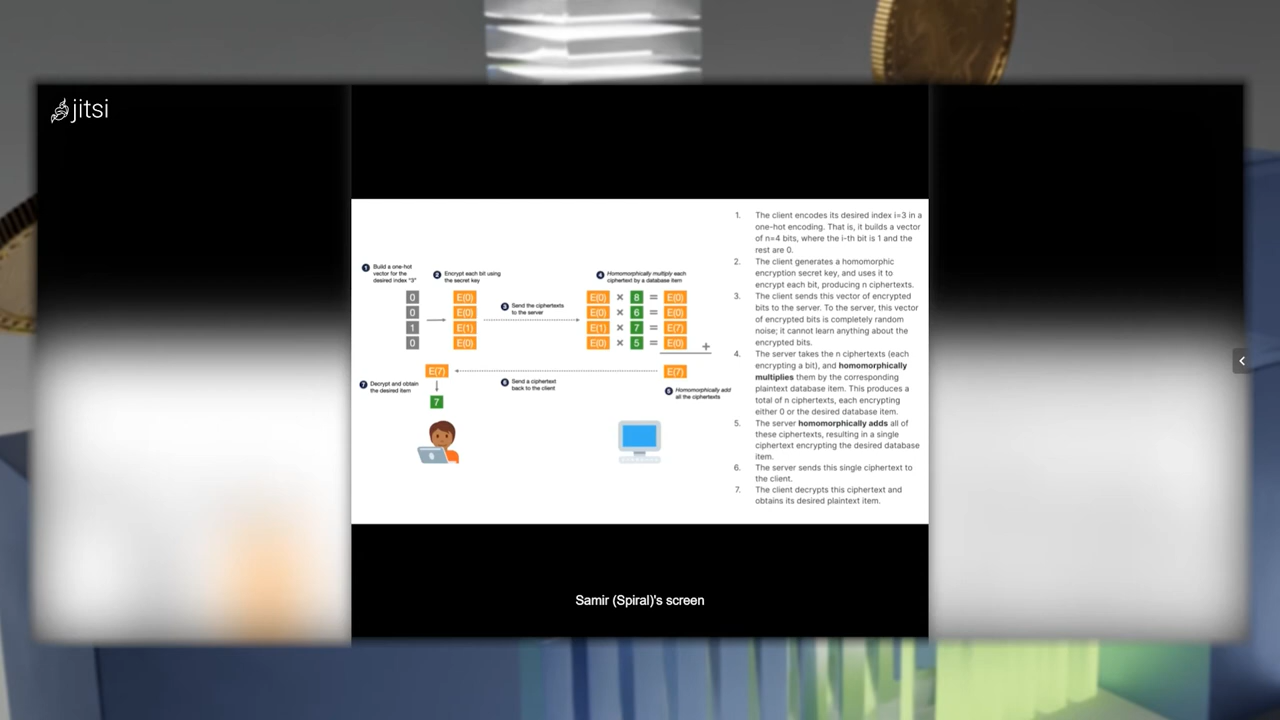 jitsi
1 Build a one-hot
vector for the
desired index "3"
2 Encrypt each bit using
the secret key
3 Send the ciphertexts
to the server
4 Homomorphically multiply each
ciphertext by a database item
0 E(0) E(0) × 8 = E(0)
0 E(0) E(0) × 6 = E(0)
1 E(1) E(1) × 7 = E(7)
0 E(0) E(0) × 5 = E(0)
+
E(7) E(7)
7 Decrypt and obtain
the desired item
6 Send a ciphertext
back to the client
5 Homomorphically add
all the ciphertexts
7
1. The client encodes its desired index i=3 in a
one-hot encoding. That is, it builds a vector
of n=4 bits, where the i-th bit is 1 and the
rest are 0.
2. The client generates a homomorphic
encryption secret key, and uses it to
encrypt each bit, producing n ciphertexts.
3. The client sends this vector of encrypted
bits to the server. To the server, this vector
of encrypted bits is completely random
noise; it cannot learn anything about the
encrypted bits.
4. The server takes the n ciphertexts (each
encrypting a bit), and homomorphically
multiplies them by the corresponding
plaintext database item. This produces a
total of n ciphertexts, each encrypting
either 0 or the desired database item.
5. The server homomorphically adds all of
these ciphertexts, resulting in a single
ciphertext encrypting the desired database
item.
6. The server sends this single ciphertext to
the client.
7. The client decrypts this ciphertext and
obtains its desired plaintext item.
Samir (Spiral)'s screen